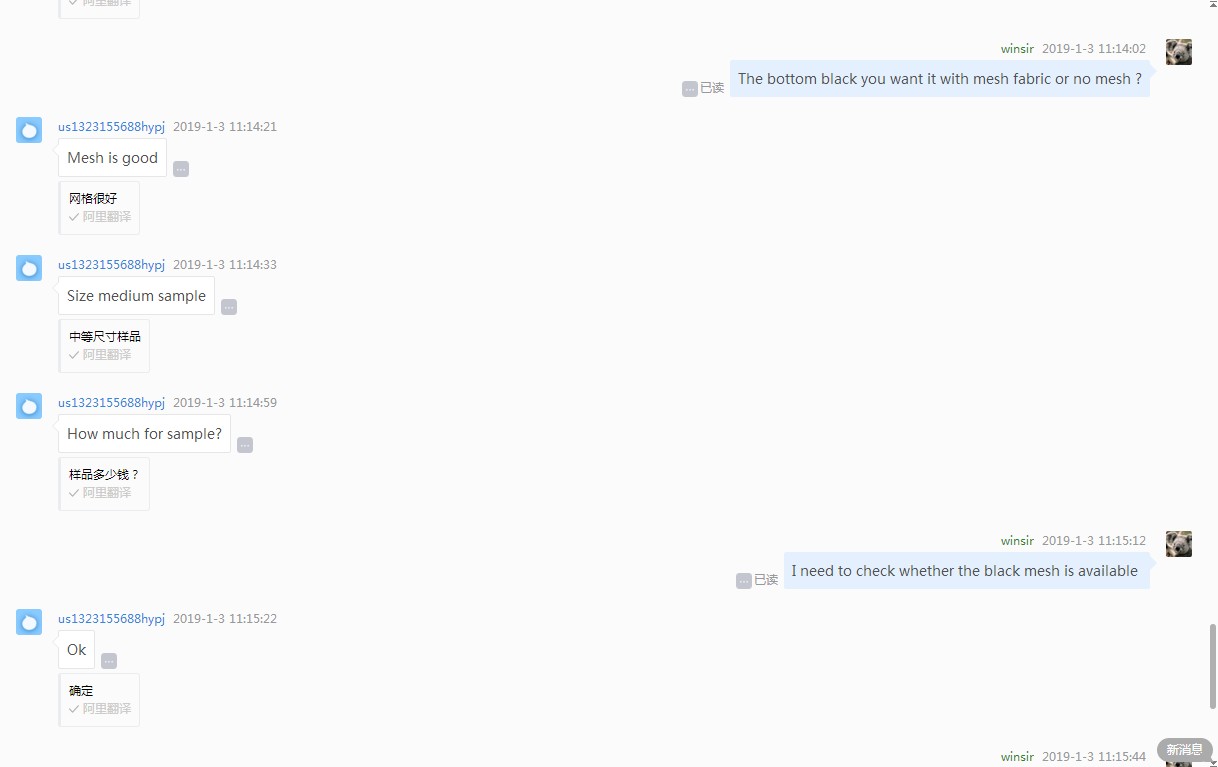 ✓ 阿里翻译
winsir 2019-1-3 11:14:02
已读
The bottom black you want it with mesh fabric or no mesh ?
us1323155688hypj 2019-1-3 11:14:21
Mesh is good
网格很好
✓ 阿里翻译
us1323155688hypj 2019-1-3 11:14:33
Size medium sample
中等尺寸样品
✓ 阿里翻译
us1323155688hypj 2019-1-3 11:14:59
How much for sample?
样品多少钱？
✓ 阿里翻译
winsir 2019-1-3 11:15:12
已读
I need to check whether the black mesh is available
us1323155688hypj 2019-1-3 11:15:22
Ok
确定
✓ 阿里翻译
winsir 2019-1-3 11:15:44
新消息